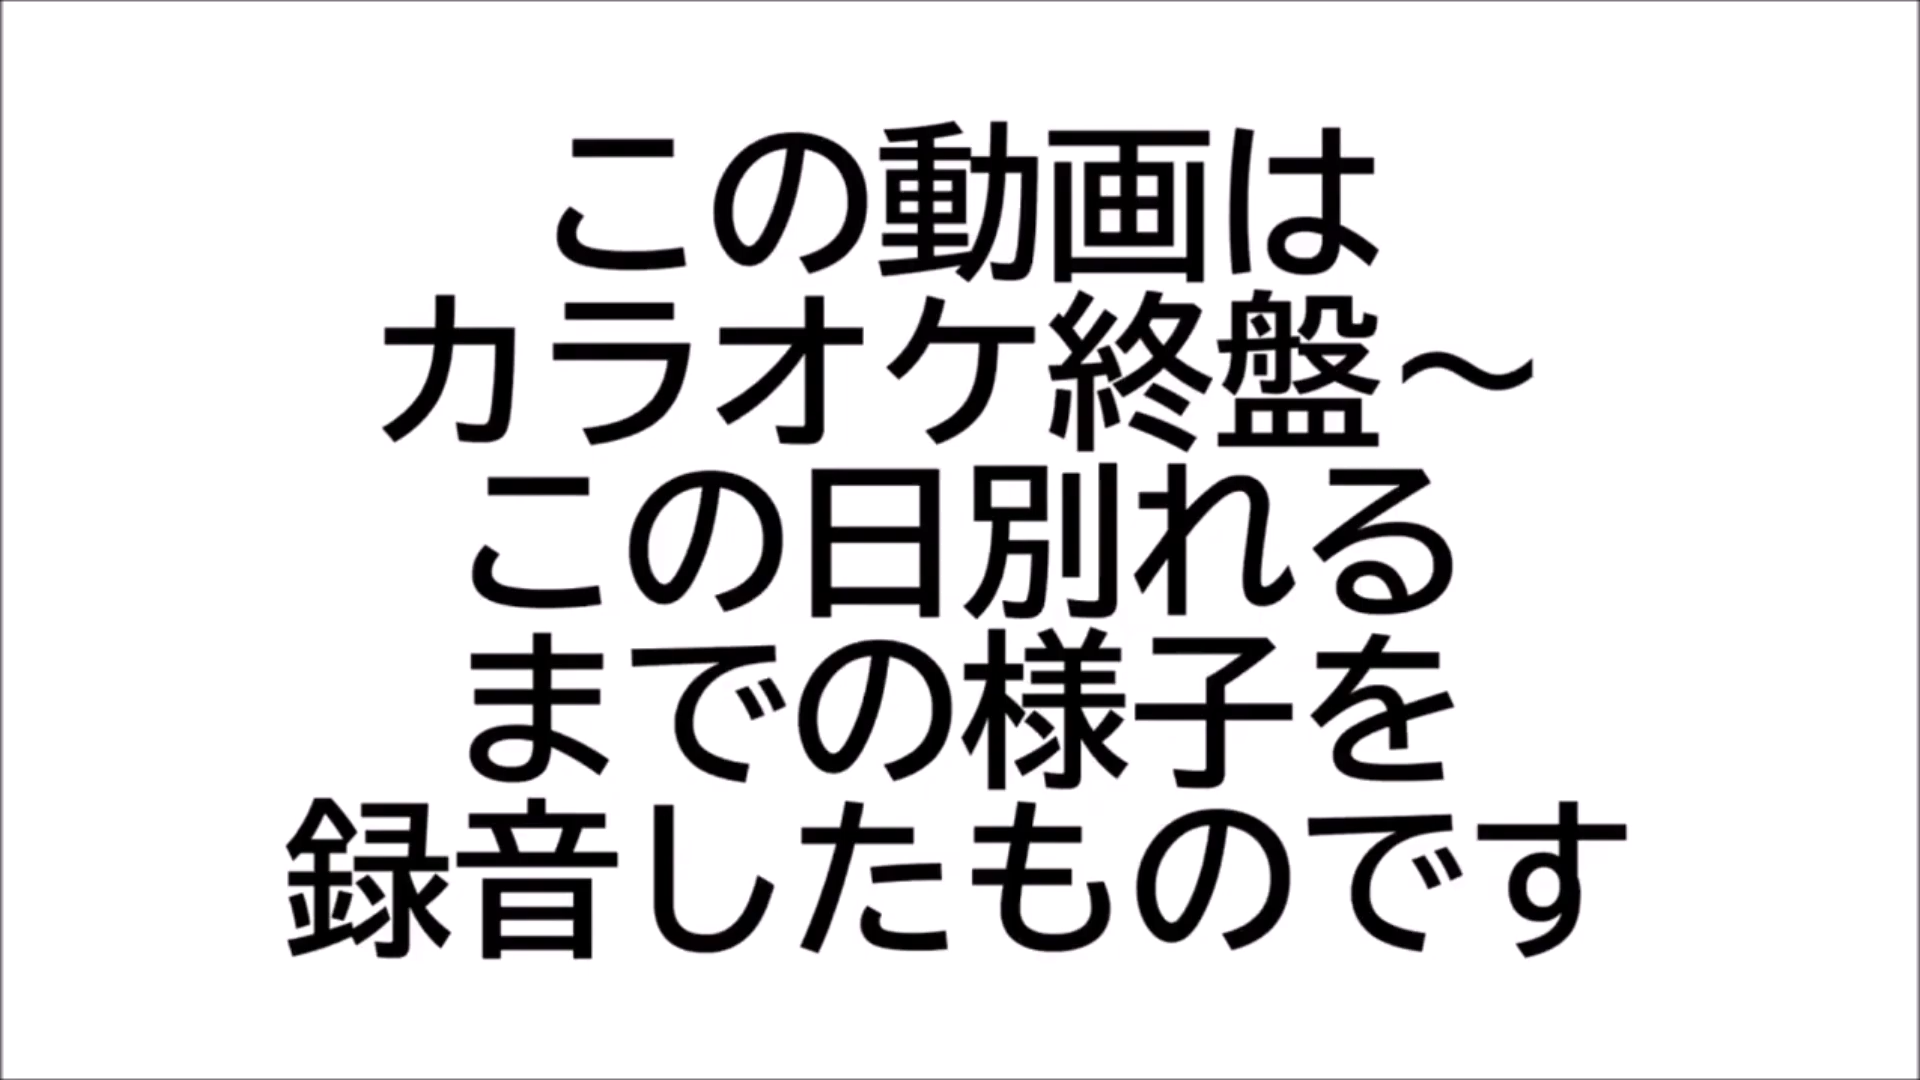 この動画は
カラオケ終盤～
この日別れる
までの様子を
録音したものです